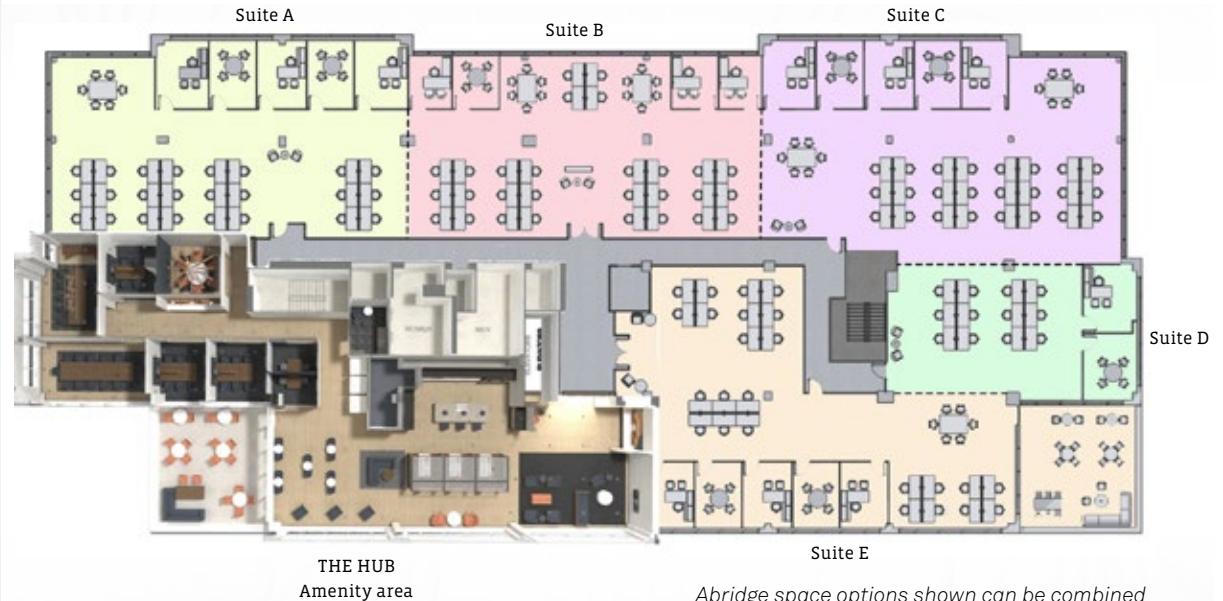 Suite A
Suite B
Suite C
Suite D
Suite E
THE HUB
Amenity area
Abridge space options shown can be combined